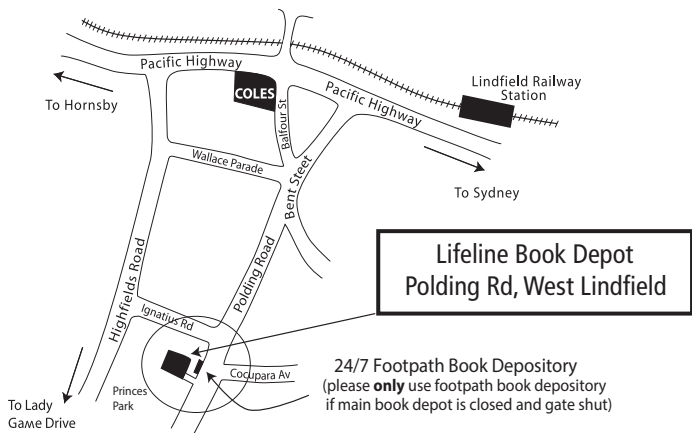 Pacific Highway
COLES
To Hornsby
Balfour St
Pacific Highway
Lindfield Railway
Station
Wallace Parade
Bent Steet
To Sydney
Highfields Road
Polding Road
Lifeline Book Depot
Polding Rd, West Lindfield
Ignatius Rd
Cocupara Av
24/7 Footpath Book Depository
(please only use footpath book depository
if main book depot is closed and gate shut)
Princes
Park
To Lady
Game Drive